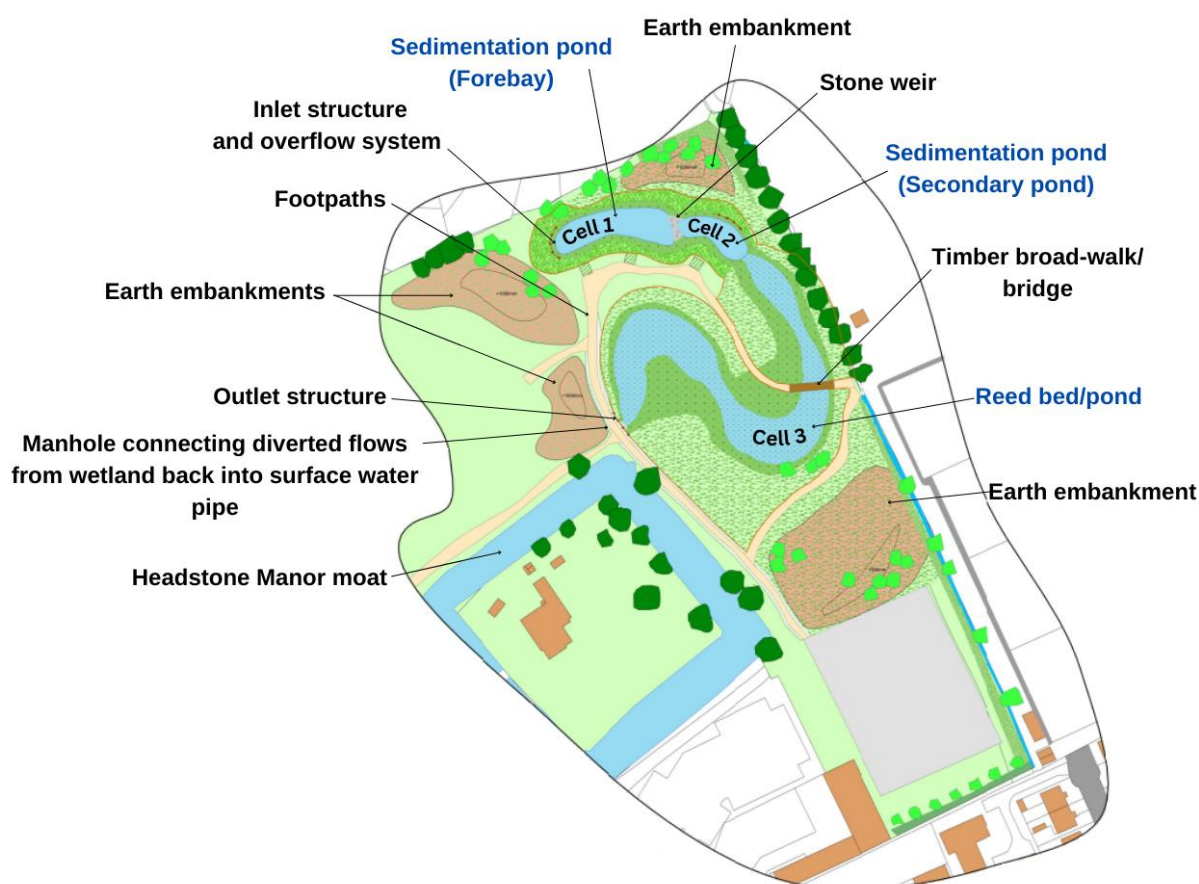 Earth embankment
Sedimentation pond
(Forebay)
Stone weir
Inlet structure
and overflow system
Sedimentation pond
(Secondary pond)
Footpaths
Cell 1
Cell 2
Timber broad-walk/
bridge
Earth embankments
Outlet structure
Reed bed/pond
Manhole connecting diverted flows
from wetland back into surface water
pipe
Cell 3
Earth embankment
Headstone Manor moat